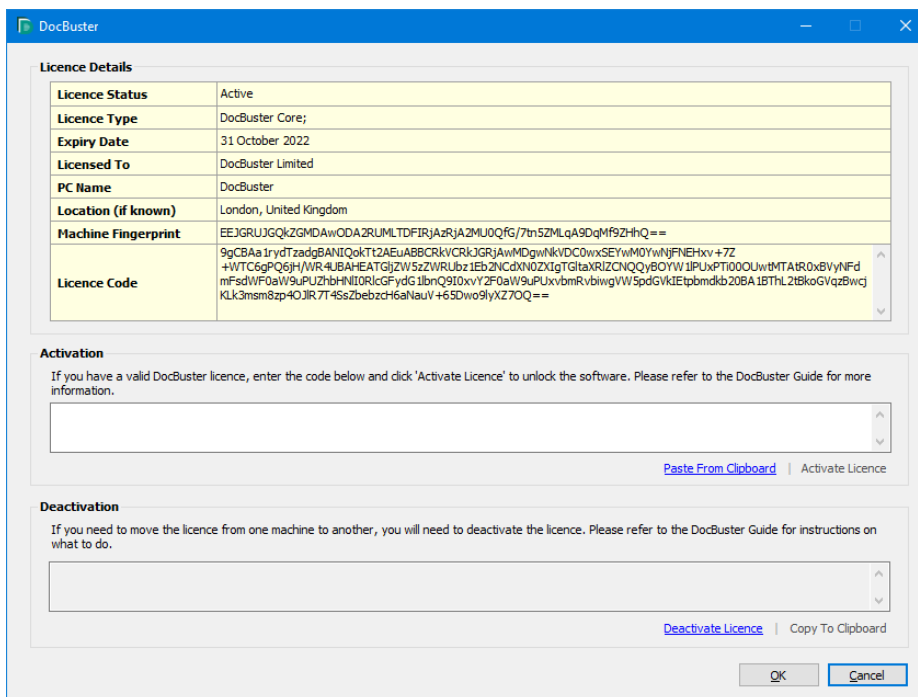 DocBuster
Licence Details
Licence Status Active
Licence Type DocBuster Core;
Expiry Date 31 October 2022
Licensed To DocBuster Limited
PC Name DocBuster
Location (if known) London, United Kingdom
Machine Fingerprint EEJGRUJGQkZGMDAwODA2RUMLTDFIRjAzRjA2MU0QfG/7tn5ZMLqA9DqMf9ZHhQ==
Licence Code
9gCBAa1rydTzadgBANIQokTt2AEuABBCRkVCRkJGRjAwMDgwNkVDC0wxSEYwM0YwNjFNEHxv+7Z
+WTC6gPQ6jH/WR4UBAHEATGljZW5zZWRUbz1Eb2NCdXN0ZXIgTGltaXRlZCNQQyBOYW1lPUxPTi00OUwtMTAtR0xBVyNFd
mFsdWF0aW9uPUZhbHNlI0RlcGFydG1lbnQ9I0xvY2F0aW9uPUxvbmRvbiwgVW5pdGVkIEtpbmdkb20BA1BThL2tBkoGVqzBwcj
KLk3msm8zp4OJlR7T4SsZbebzcH6aNauV+65Dwo9lyXZ7OQ==
Activation
If you have a valid DocBuster licence, enter the code below and click 'Activate Licence' to unlock the software. Please refer to the DocBuster Guide for more
information.
Paste From Clipboard | Activate Licence
Deactivation
If you need to move the licence from one machine to another, you will need to deactivate the licence. Please refer to the DocBuster Guide for instructions on
what to do.
Deactivate Licence | Copy To Clipboard
OK Cancel